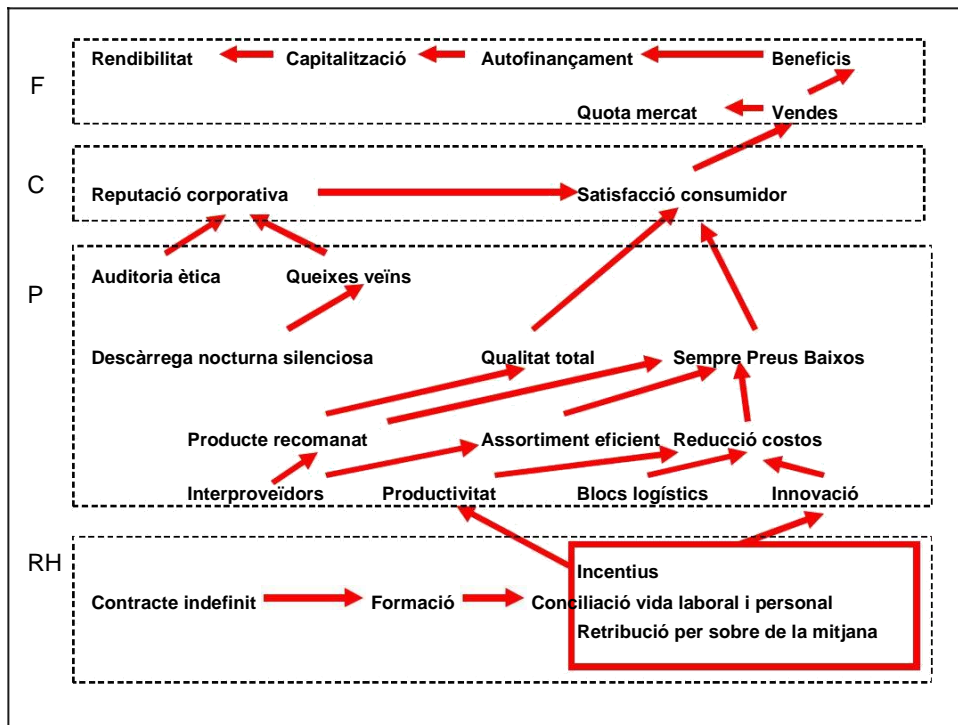 Rendibilitat Capitalització Autofinançament Beneficis
F
Quota mercat Vendes
C
Reputació corporativa Satisfacció consumidor
Auditoria ètica Queixes veïns
P
Descàrrega nocturna silenciosa Qualitat total Sempre Preus Baixos
Producte recomanat Assortiment eficient Reducció costos
Interproveïdors Productivitat Blocs logístics Innovació
RH
Incentius
Contracte indefinit Formació Conciliació vida laboral i personal
Retribució per sobre de la mitjana